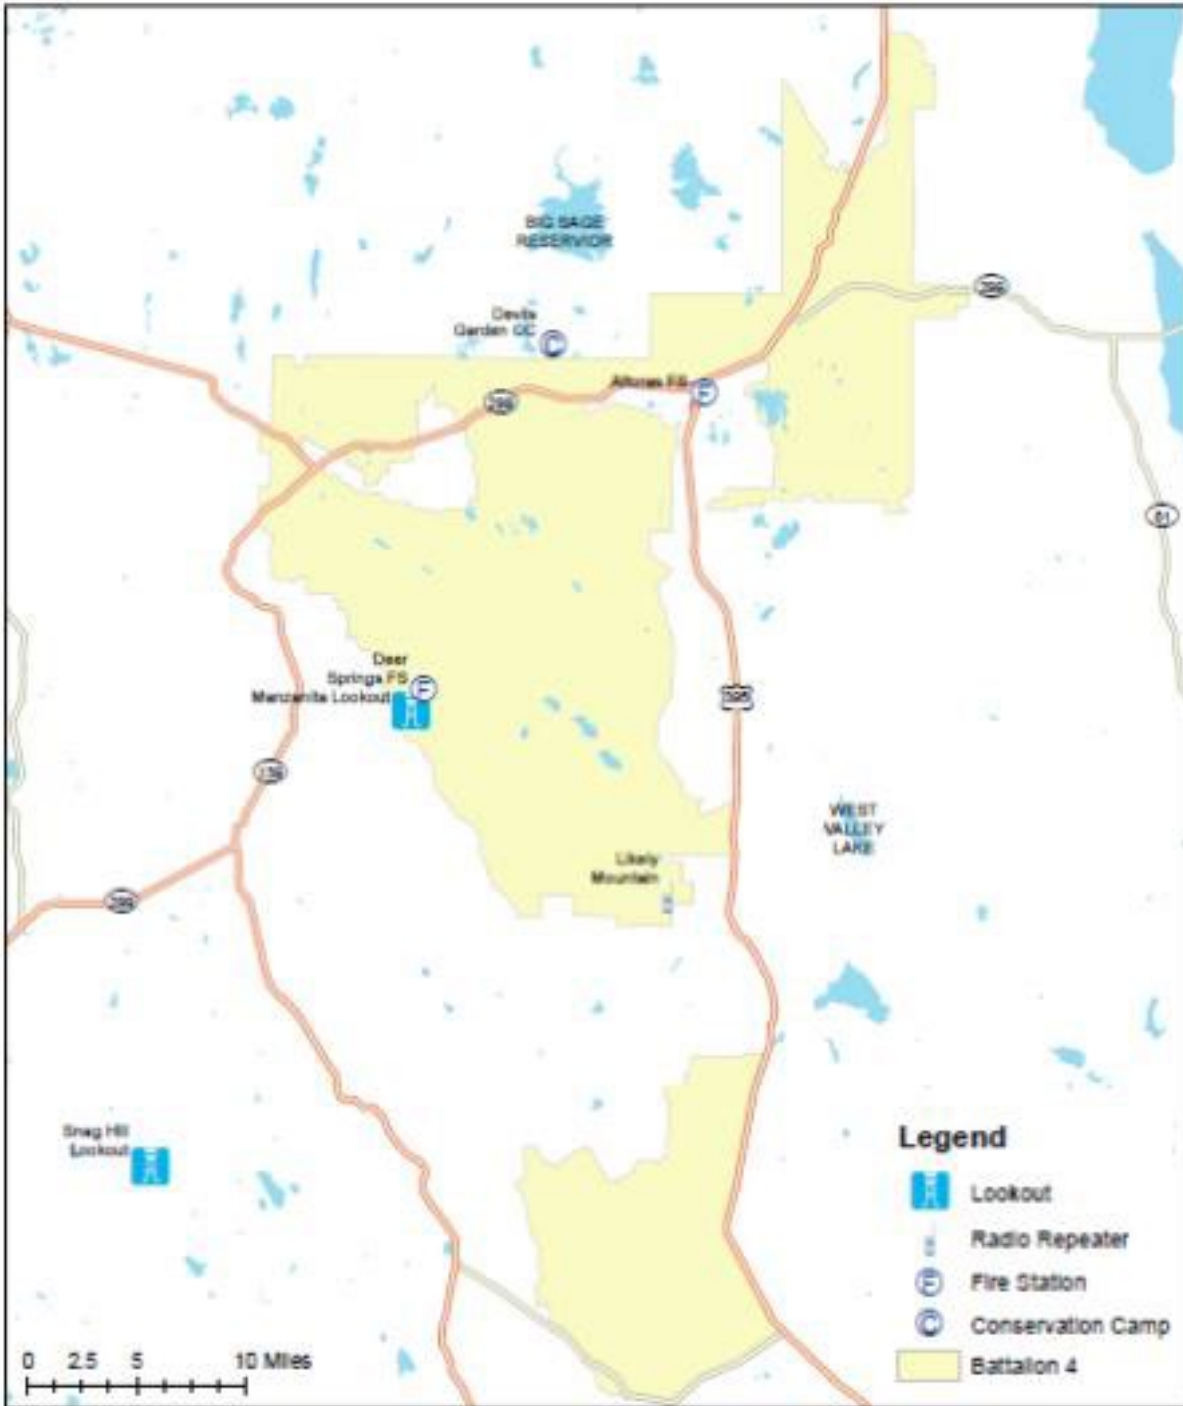 BIG SAGE
RESERVIOR
299
Devils
Garden CC
Alturas FS
F
C
299
81
Deer
Springs FS
F
Manzanita Lookout
395
139
WEST
VALLEY
LAKE
Likely
Mountain
299
Snag Hill
Lookout
Legend
Lookout
Radio Repeater
F Fire Station
C Conservation Camp
Battalion 4
0 2.5 5 10 Miles